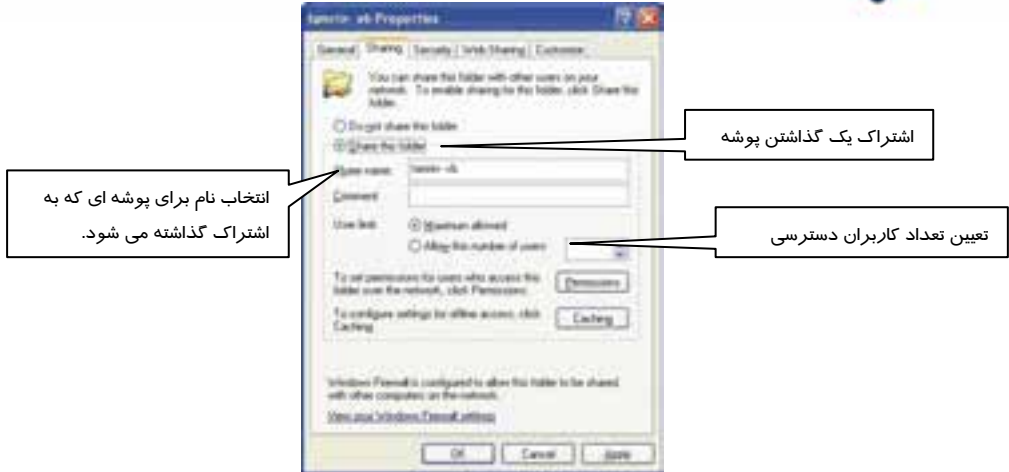 Properties
General Sharing Security Web Sharing Customize
You can share this folder with other users on your
network. To enable sharing for this folder, click Share this
folder.
Do not share this folder
Share this folder
Share name:
Comment:
User limit: Maximum allowed
Allow this number of users:
To set permissions for users who access this
folder over the network, click Permissions.
Permissions
To configure settings for offline access, click
Caching.
Caching
Windows Firewall is configured to allow this folder to be shared
with other computers on the network.
View your Windows Firewall settings
OK Cancel Apply
اشتراک یک گذاشتن پوشه
انتخاب نام برای پوشه ای که به
اشتراک گذاشته می شود.
تعیین تعداد کاربران دسترسی